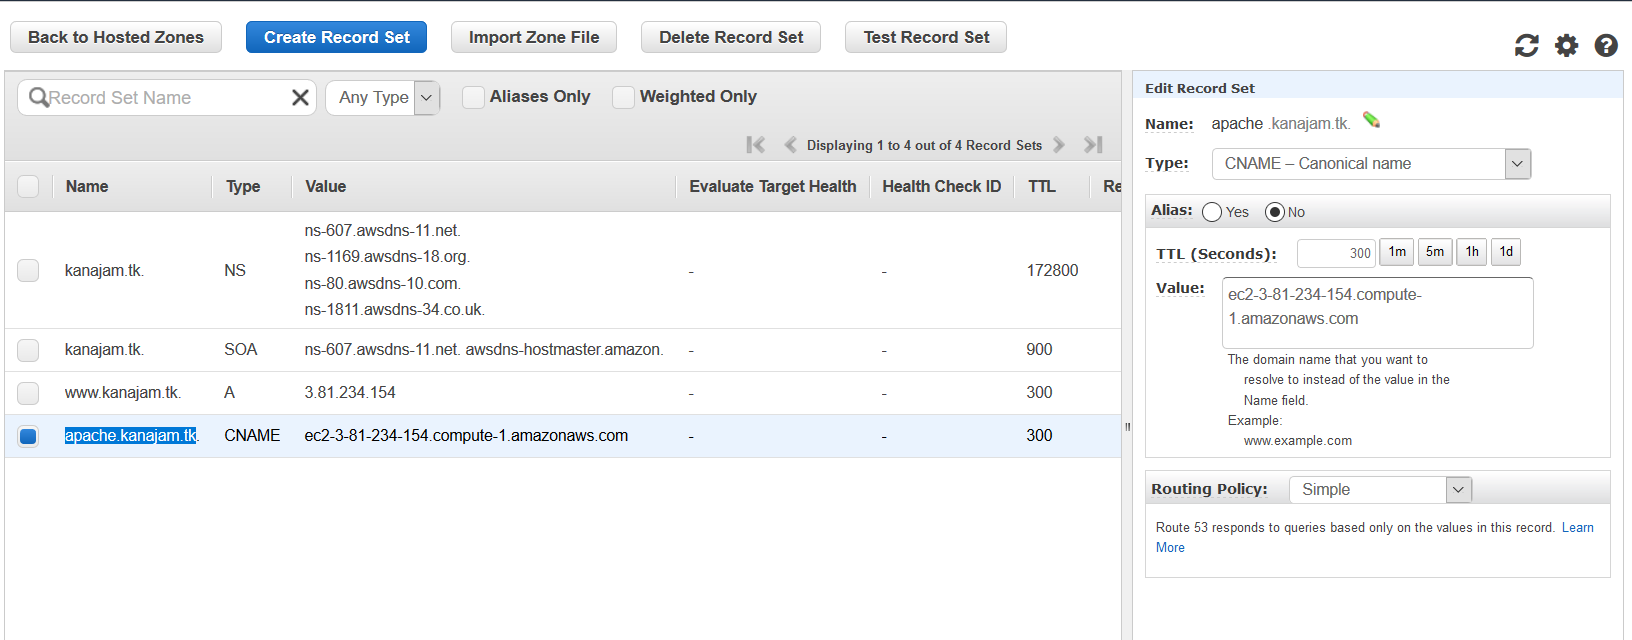 Back to Hosted Zones Create Record Set Import Zone File Delete Record Set Test Record Set
Record Set Name Any Type Aliases Only Weighted Only
Displaying 1 to 4 out of 4 Record Sets
Name Type Value Evaluate Target Health Health Check ID TTL Re
kanajam.tk. NS ns-607.awsdns-11.net. - - 172800
ns-1169.awsdns-18.org.
ns-80.awsdns-10.com.
ns-1811.awsdns-34.co.uk.
kanajam.tk. SOA ns-607.awsdns-11.net. awsdns-hostmaster.amazon. - - 900
www.kanajam.tk. A 3.81.234.154 - - 300
apache.kanajam.tk. CNAME ec2-3-81-234-154.compute-1.amazonaws.com - - 300
Edit Record Set
Name: apache .kanajam.tk.
Type: CNAME – Canonical name
Alias: Yes No
TTL (Seconds): 300 1m 5m 1h 1d
Value: ec2-3-81-234-154.compute-
1.amazonaws.com
The domain name that you want to
resolve to instead of the value in the
Name field.
Example:
www.example.com
Routing Policy: Simple
Route 53 responds to queries based only on the values in this record. Learn
More